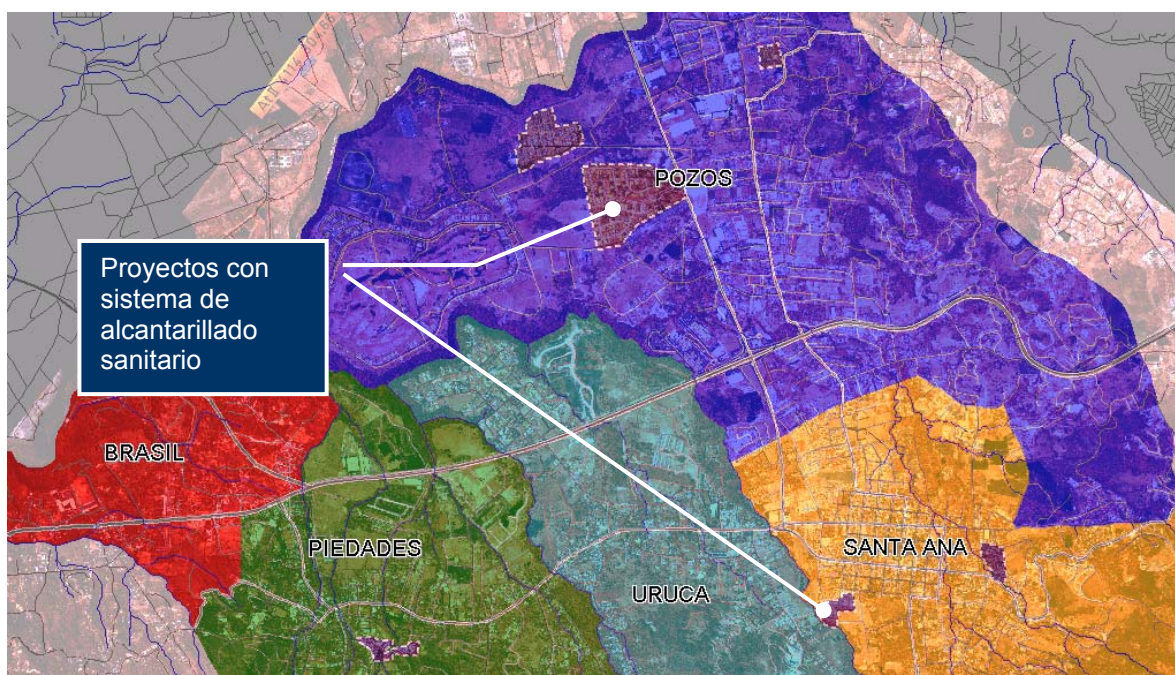 POZOS
Proyectos con
sistema de
alcantarillado
sanitario
BRASIL
PIEDADES
SANTA ANA
URUCA